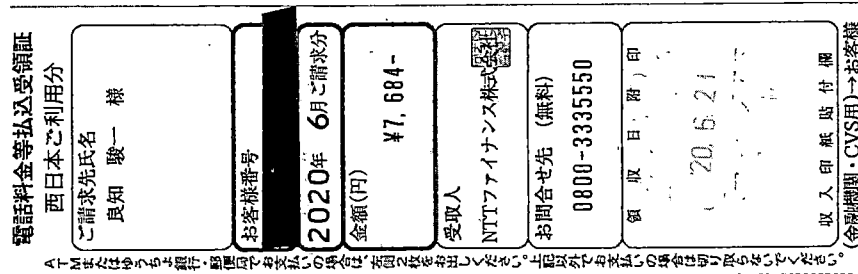 電話料金等払込受領証
西日本ご利用分
ご請求先氏名
良知 駿一 様
お客様番号
2020年 6月ご請求分
金額(円)
¥7,684-
受取人
NTTファイナンス株式会社
お問合せ先 (無料)
0800-3335550
領収日附印
20.6.21
収入印紙貼付欄
(金融機関・CVS用)→お客様
ATMまたはゆうちょ銀行・郵便局でお支払いの場合は、右側2枚をお出しください。上記以外でお支払いの場合は切り取らないでください。